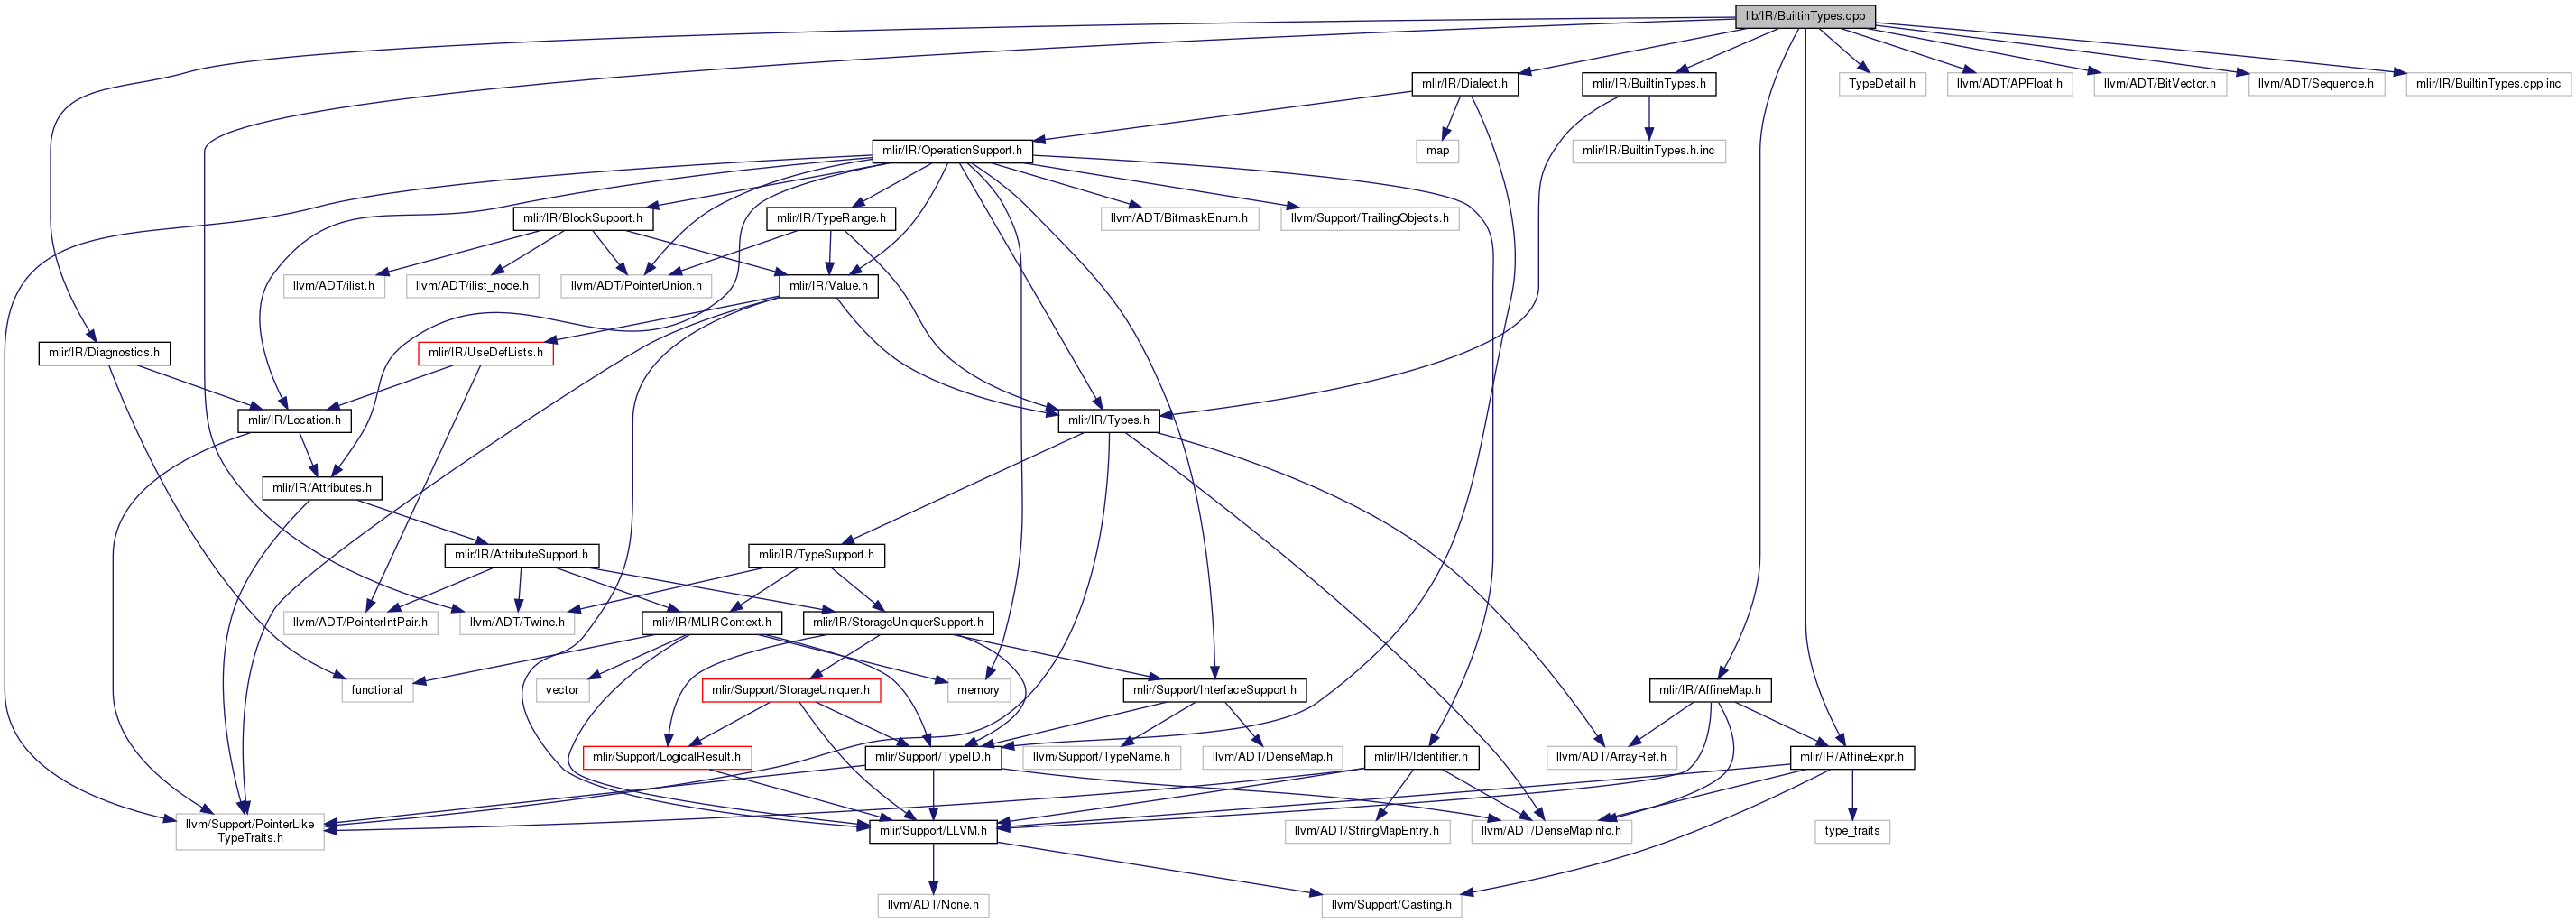 lib/IR/BuiltinTypes.cpp
mlir/IR/Dialect.h
mlir/IR/BuiltinTypes.h
TypeDetail.h
llvm/ADT/APFloat.h
llvm/ADT/BitVector.h
llvm/ADT/Sequence.h
mlir/IR/BuiltinTypes.cpp.inc
mlir/IR/OperationSupport.h
map
mlir/IR/BuiltinTypes.h.inc
mlir/IR/BlockSupport.h
mlir/IR/TypeRange.h
llvm/ADT/BitmaskEnum.h
llvm/Support/TrailingObjects.h
llvm/ADT/ilist.h
llvm/ADT/ilist_node.h
llvm/ADT/PointerUnion.h
mlir/IR/Value.h
mlir/IR/Diagnostics.h
mlir/IR/UseDefLists.h
mlir/IR/Location.h
mlir/IR/Types.h
mlir/IR/Attributes.h
mlir/IR/AttributeSupport.h
mlir/IR/TypeSupport.h
llvm/ADT/PointerIntPair.h
llvm/ADT/Twine.h
mlir/IR/MLIRContext.h
mlir/IR/StorageUniquerSupport.h
functional
vector
mlir/Support/StorageUniquer.h
memory
mlir/Support/InterfaceSupport.h
mlir/IR/AffineMap.h
mlir/Support/LogicalResult.h
mlir/Support/TypeID.h
llvm/Support/TypeName.h
llvm/ADT/DenseMap.h
mlir/IR/Identifier.h
llvm/ADT/ArrayRef.h
mlir/IR/AffineExpr.h
llvm/Support/PointerLike
TypeTraits.h
mlir/Support/LLVM.h
llvm/ADT/StringMapEntry.h
llvm/ADT/DenseMapInfo.h
type_traits
llvm/ADT/None.h
llvm/Support/Casting.h